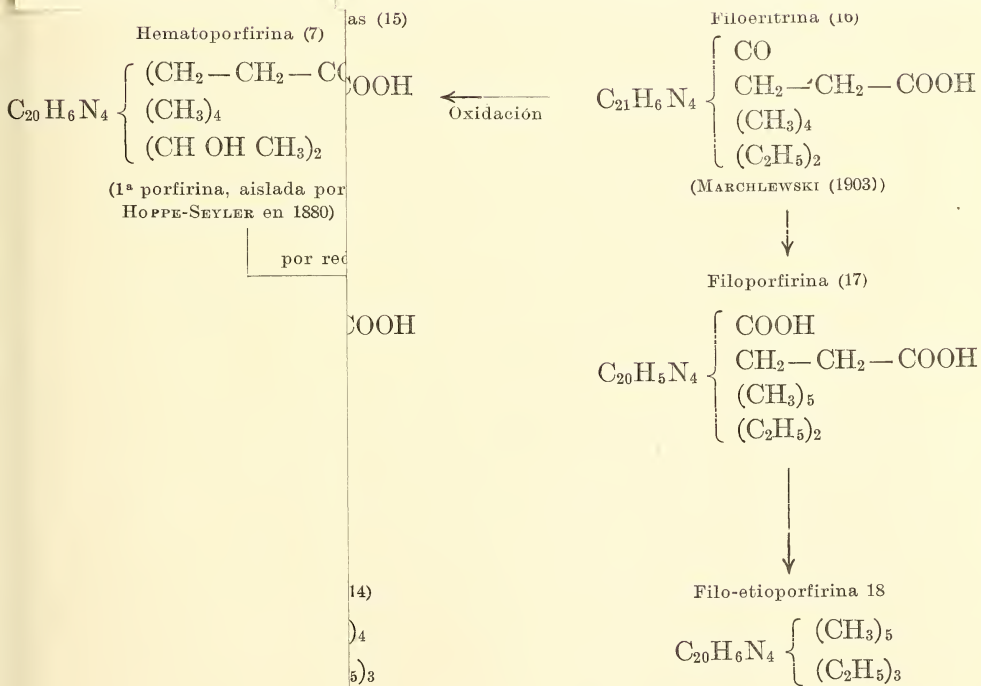 Hematoporfirina (7)
C₂₀H₆N₄
(CH₂—CH₂—CO
(CH₃)₄
(CH OH CH₃)₂
(1ª porfirina, aislada por
HOPPE-SEYLER en 1880)
por red
as (15)
COOH
COOH
14)
)₄
₅)₃
Oxidación
Filoeritrina (16)
C₂₁H₆N₄
CO
CH₂—CH₂—COOH
(CH₃)₄
(C₂H₅)₂
(MARCHLEWSKI (1903))
Filoporfirina (17)
C₂₀H₅N₄
COOH
CH₂—CH₂—COOH
(CH₃)₅
(C₂H₅)₂
Filo-etioporfirina 18
C₂₀H₆N₄
(CH₃)₅
(C₂H₅)₃